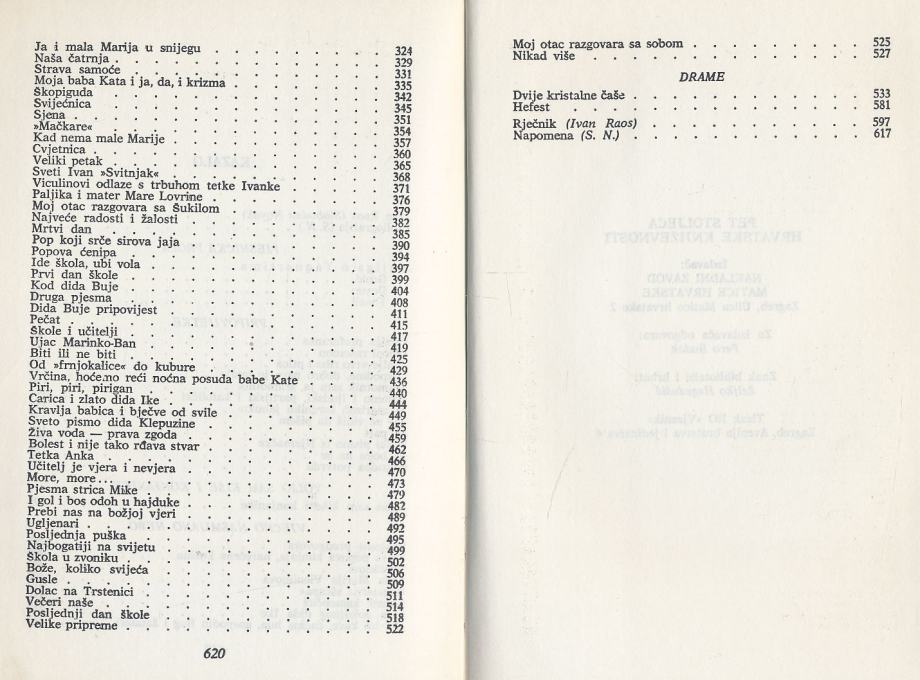 Ja i mala Marija u snijegu . . . . . . . . . . 324
Naša čatrnja . . . . . . . . . . 329
Strava samoće . . . . . . . . . . 331
Moja baba Kata i ja, da, i krizma . . . . . . . . . . 335
Škopiguda . . . . . . . . . . 342
Svijećnica . . . . . . . . . . 345
Sjena . . . . . . . . . . 351
»Mačkare« . . . . . . . . . . 354
Kad nema male Marije . . . . . . . . . . 357
Cvjetnica . . . . . . . . . . 360
Veliki petak . . . . . . . . . . 365
Sveti Ivan »Svitnjak« . . . . . . . . . . 368
Viculinovi odlaze s trbuhom tetke Ivanke . . . . . . 371
Paljika i mater Mare Lovrine . . . . . . . . . . 376
Moj otac razgovara sa Šukilom . . . . . . . . . . 379
Najveće radosti i žalosti . . . . . . . . . . 382
Mrtvi dan . . . . . . . . . . 385
Pop koji srče sirova jaja . . . . . . . . . . 390
Popova ćenipa . . . . . . . . . . 394
Ide škola, ubi vola . . . . . . . . . . 397
Prvi dan škole . . . . . . . . . . 399
Kod dida Buje . . . . . . . . . . 404
Druga pjesma . . . . . . . . . . 408
Dida Buje pripovijest . . . . . . . . . . 411
Pečat . . . . . . . . . . 415
Škole i učitelji . . . . . . . . . . 417
Ujac Marinko-Ban . . . . . . . . . . 419
Biti ili ne biti . . . . . . . . . . 425
Od »frnjokalice« do kubure . . . . . . . . . . 429
Vrčina, hoćemo reći noćna posuda babe Kate . . . . . 436
Piri, piri, pirigan . . . . . . . . . . 440
Carica i zlato dida Ike . . . . . . . . . . 444
Kravlja babica i bječve od svile . . . . . . . . . . 449
Sveto pismo dida Klepuzine . . . . . . . . . . 455
Živa voda — prava zgoda . . . . . . . . . . 459
Bolest i nije tako rđava stvar . . . . . . . . . . 462
Tetka Anka . . . . . . . . . . 466
Učitelj je vjera i nevjera . . . . . . . . . . 470
More, more... . . . . . . . . . . 473
Pjesma strica Mike . . . . . . . . . . 479
I gol i bos odoh u hajduke . . . . . . . . . . 482
Prebi nas na božjoj vjeri . . . . . . . . . . 489
Ugljenari . . . . . . . . . . 492
Posljednja puška . . . . . . . . . . 495
Najbogatiji na svijetu . . . . . . . . . . 499
Škola u zvoniku . . . . . . . . . . 502
Bože, koliko svijeća . . . . . . . . . . 506
Gusle . . . . . . . . . . 509
Dolac na Trstenici . . . . . . . . . . 511
Večeri naše . . . . . . . . . . 514
Posljednji dan škole . . . . . . . . . . 518
Velike pripreme . . . . . . . . . . 522
620
Moj otac razgovara sa sobom . . . . . . . . . . 525
Nikad više . . . . . . . . . . 527
DRAME
Dvije kristalne čaše . . . . . . . . . . 533
Hefest . . . . . . . . . . 581
Rječnik (Ivan Raos) . . . . . . . . . . 597
Napomena (S. N.) . . . . . . . . . . 617